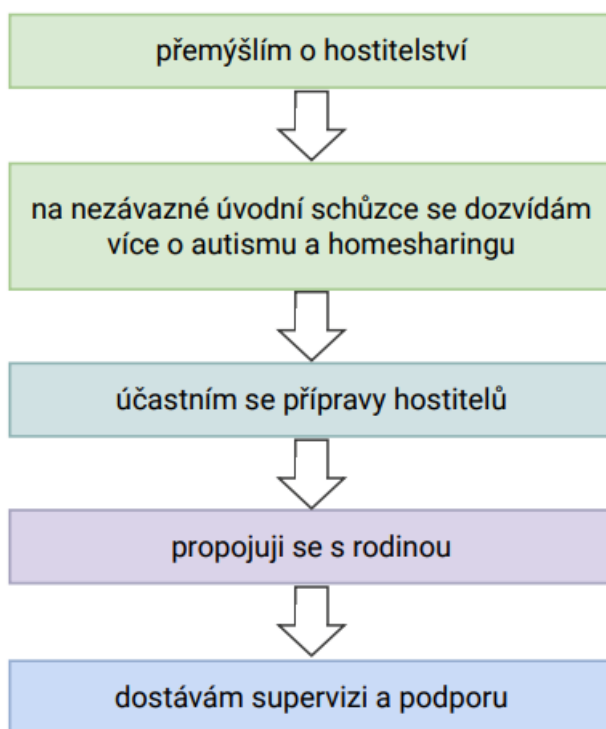 přemýšlím o hostitelství
na nezávazné úvodní schůzce se dozvídám
více o autismu a homesharingu
účastním se přípravy hostitelů
propojuji se s rodinou
dostávám supervizi a podporu